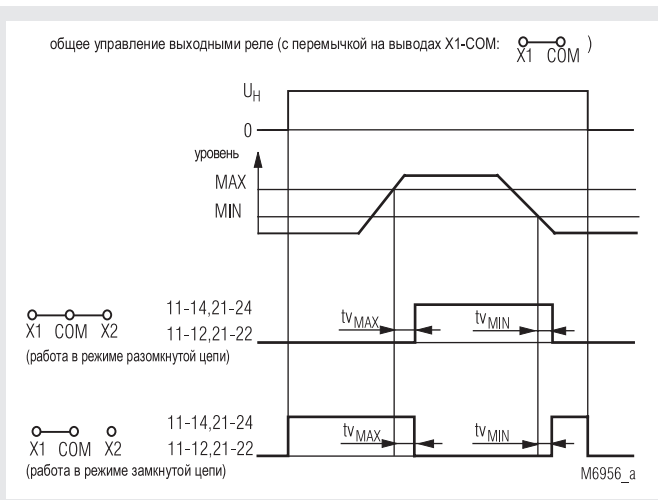 общее управление выходными реле (с перемычкой на выводах X1-COM: X1 COM )
U_H
0
уровень
MAX
MIN
11-14,21-24
tv_MAX
tv_MIN
X1 COM X2
11-12,21-22
(работа в режиме разомкнутой цепи)
11-14,21-24
tv_MAX
tv_MIN
X1 COM X2
11-12,21-22
(работа в режиме замкнутой цепи)
M6956_a